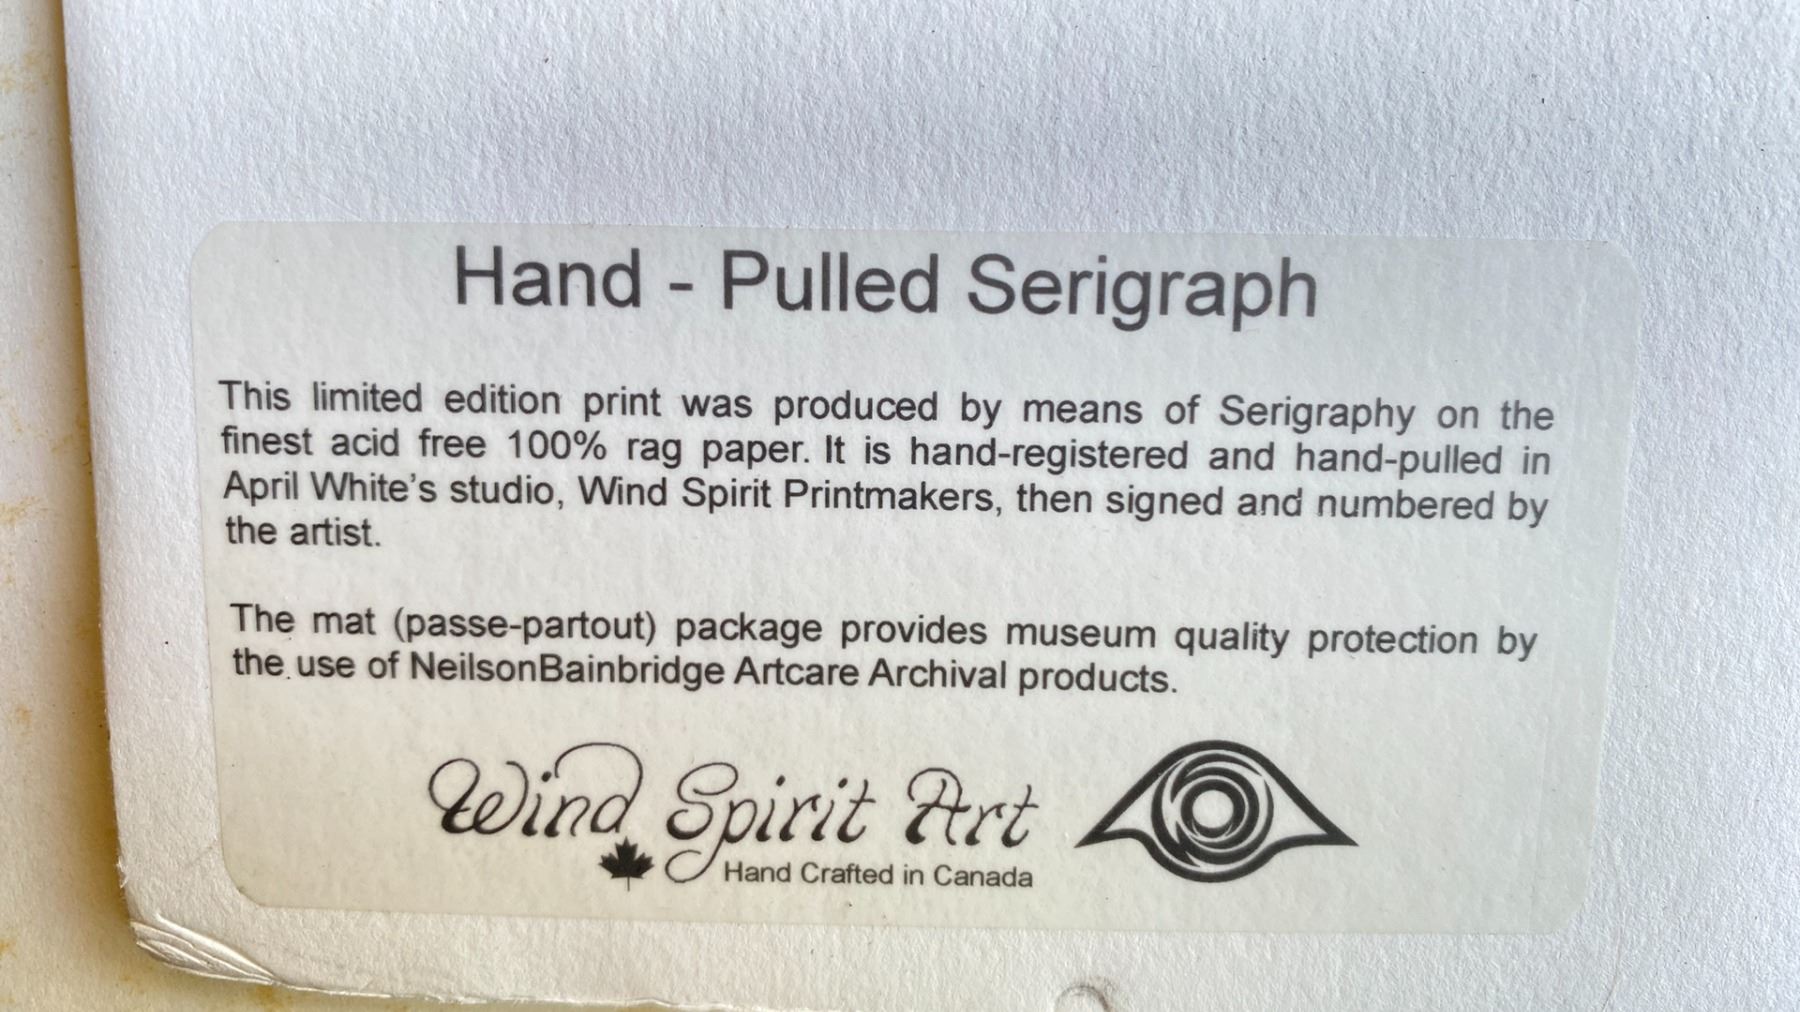 Hand - Pulled Serigraph
This limited edition print was produced by means of Serigraphy on the
finest acid free 100% rag paper. It is hand-registered and hand-pulled in
April White's studio, Wind Spirit Printmakers, then signed and numbered by
the artist.
The mat (passe-partout) package provides museum quality protection by
the use of NeilsonBainbridge Artcare Archival products.
Wind Spirit Art
Hand Crafted in Canada